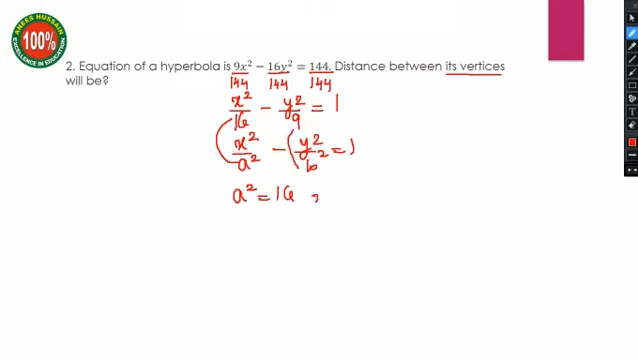 ANEES HUSSAIN
100%
EXCELLENCE IN EDUCATION
2. Equation of a hyperbola is 9x² − 16y² = 144. Distance between its vertices
144 144 144
will be?
x²/16 − y²/9 = 1
x²/a² − y²/b² = 1
a² = 16 ,